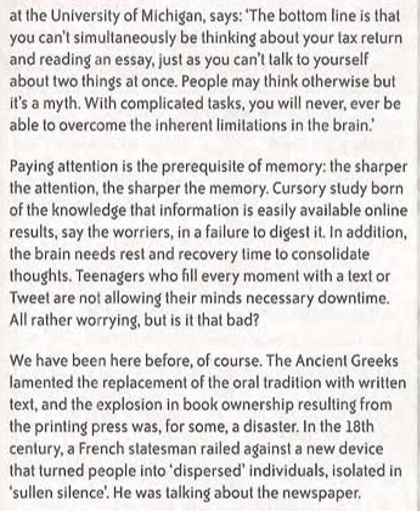 at the University of Michigan, says: 'The bottom line is that
you can't simultaneously be thinking about your tax return
and reading an essay, just as you can't talk to yourself
about two things at once. People may think otherwise but
it's a myth. With complicated tasks, you will never, ever be
able to overcome the inherent limitations in the brain.'
Paying attention is the prerequisite of memory: the sharper
the attention, the sharper the memory. Cursory study born
of the knowledge that information is easily available online
results, say the worriers, in a failure to digest it. In addition,
the brain needs rest and recovery time to consolidate
thoughts. Teenagers who fill every moment with a text or
Tweet are not allowing their minds necessary downtime.
All rather worrying, but is it that bad?
We have been here before, of course. The Ancient Greeks
lamented the replacement of the oral tradition with written
text, and the explosion in book ownership resulting from
the printing press was, for some, a disaster. In the 18th
century, a French statesman railed against a new device
that turned people into 'dispersed' individuals, isolated in
'sullen silence'. He was talking about the newspaper.